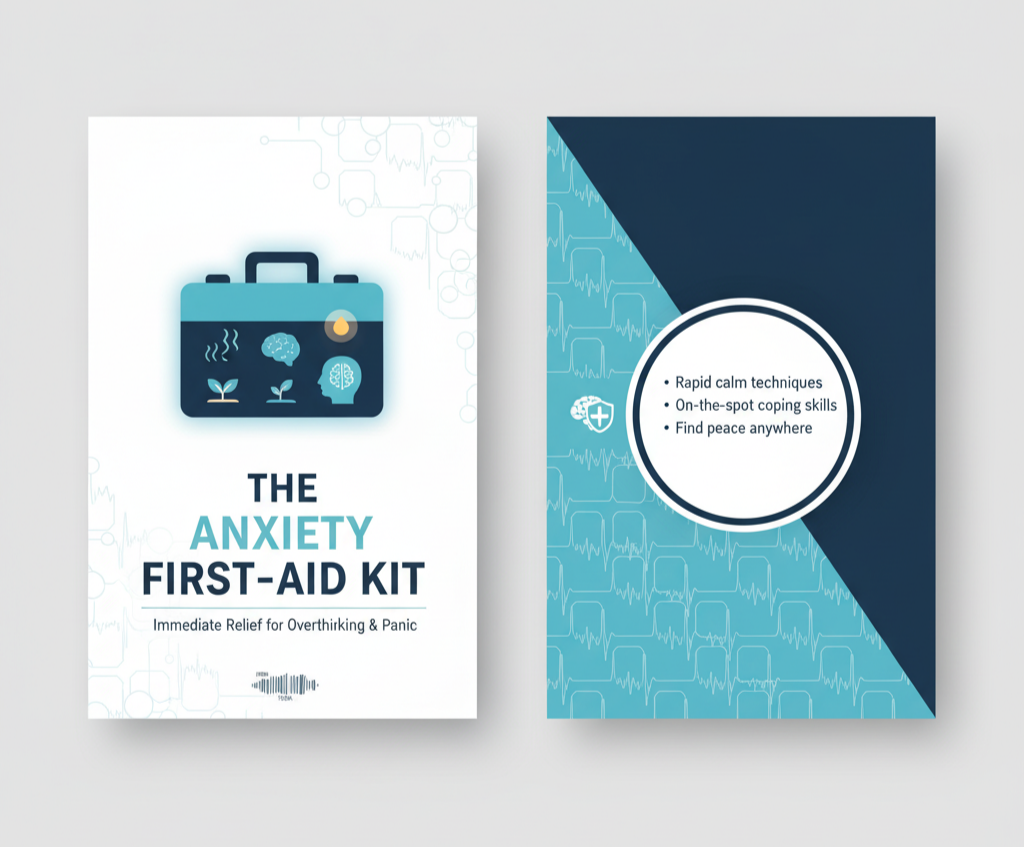 THE
ANXIETY
FIRST-AID KIT
Immediate Relief for Overthirking & Panic
• Rapid calm techniques
• On-the-spot coping skills
• Find peace anywhere